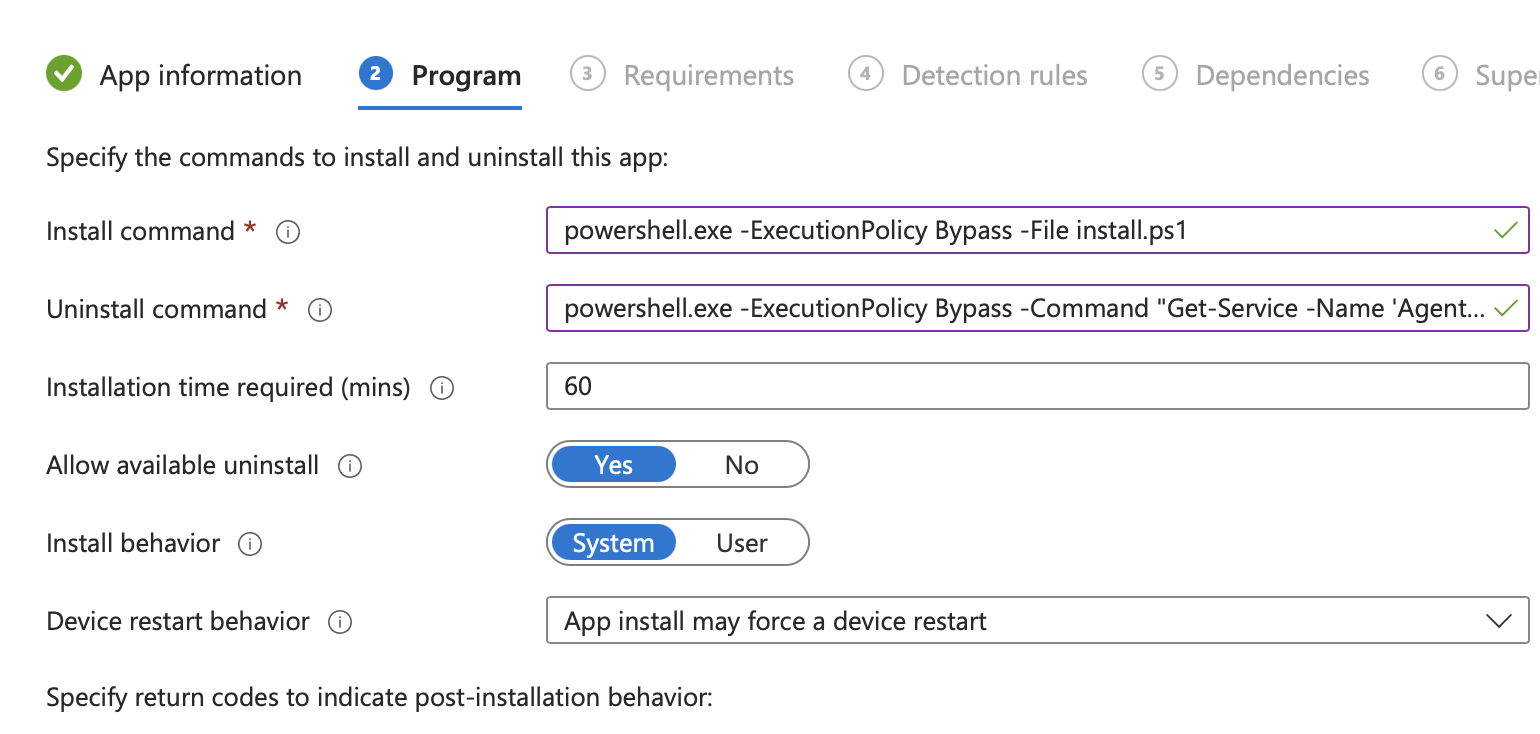 App information 2 Program 3 Requirements 4 Detection rules 5 Dependencies 6 Supe
Specify the commands to install and uninstall this app:
Install command * powershell.exe -ExecutionPolicy Bypass -File install.ps1
Uninstall command * powershell.exe -ExecutionPolicy Bypass -Command "Get-Service -Name 'Agent...
Installation time required (mins) 60
Allow available uninstall Yes No
Install behavior System User
Device restart behavior App install may force a device restart
Specify return codes to indicate post-installation behavior: